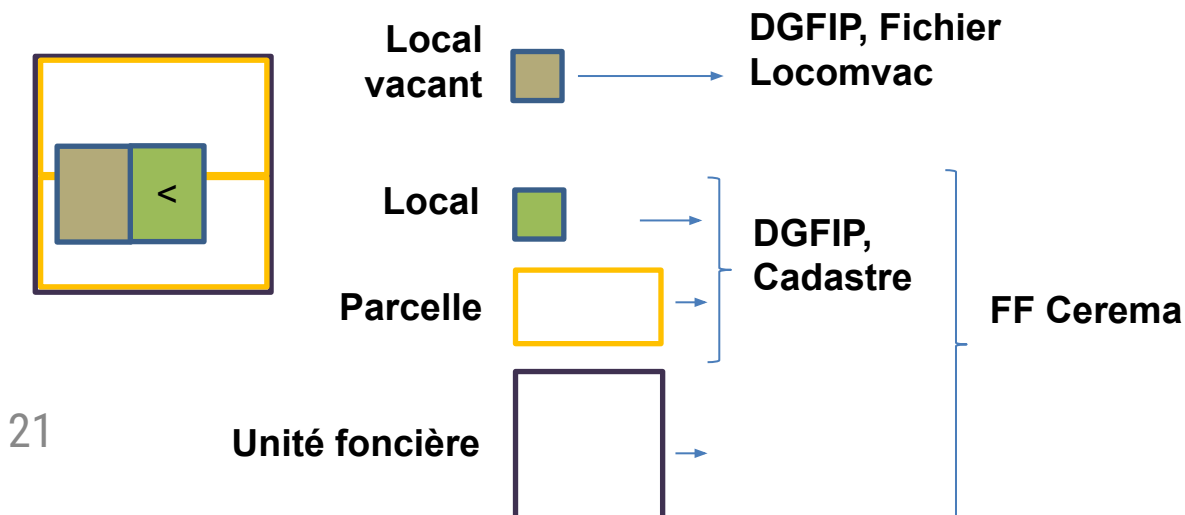 <
Local
vacant
DGFIP, Fichier
Locomvac
Local
Parcelle
DGFIP,
Cadastre
FF Cerema
Unité foncière
21